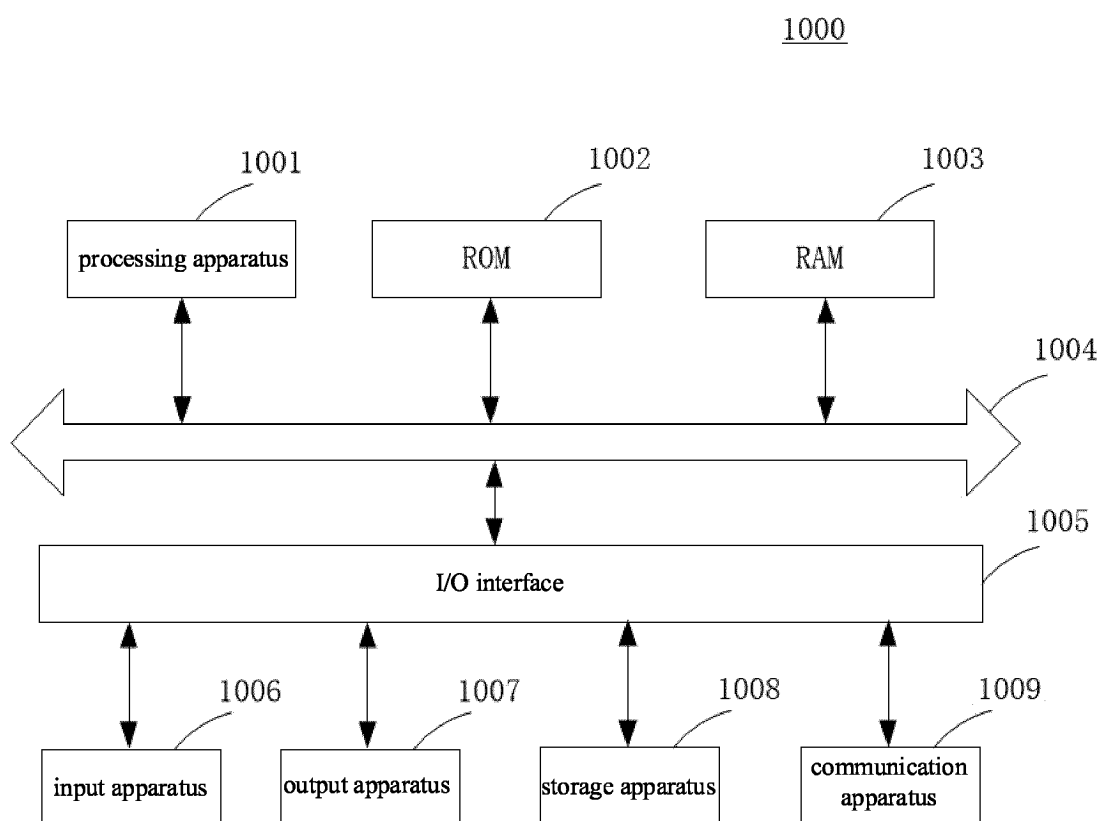 1000
1001
1002
1003
processing apparatus
ROM
RAM
1004
1005
I/O interface
1006
1007
1008
1009
input apparatus
output apparatus
storage apparatus
communication
apparatus